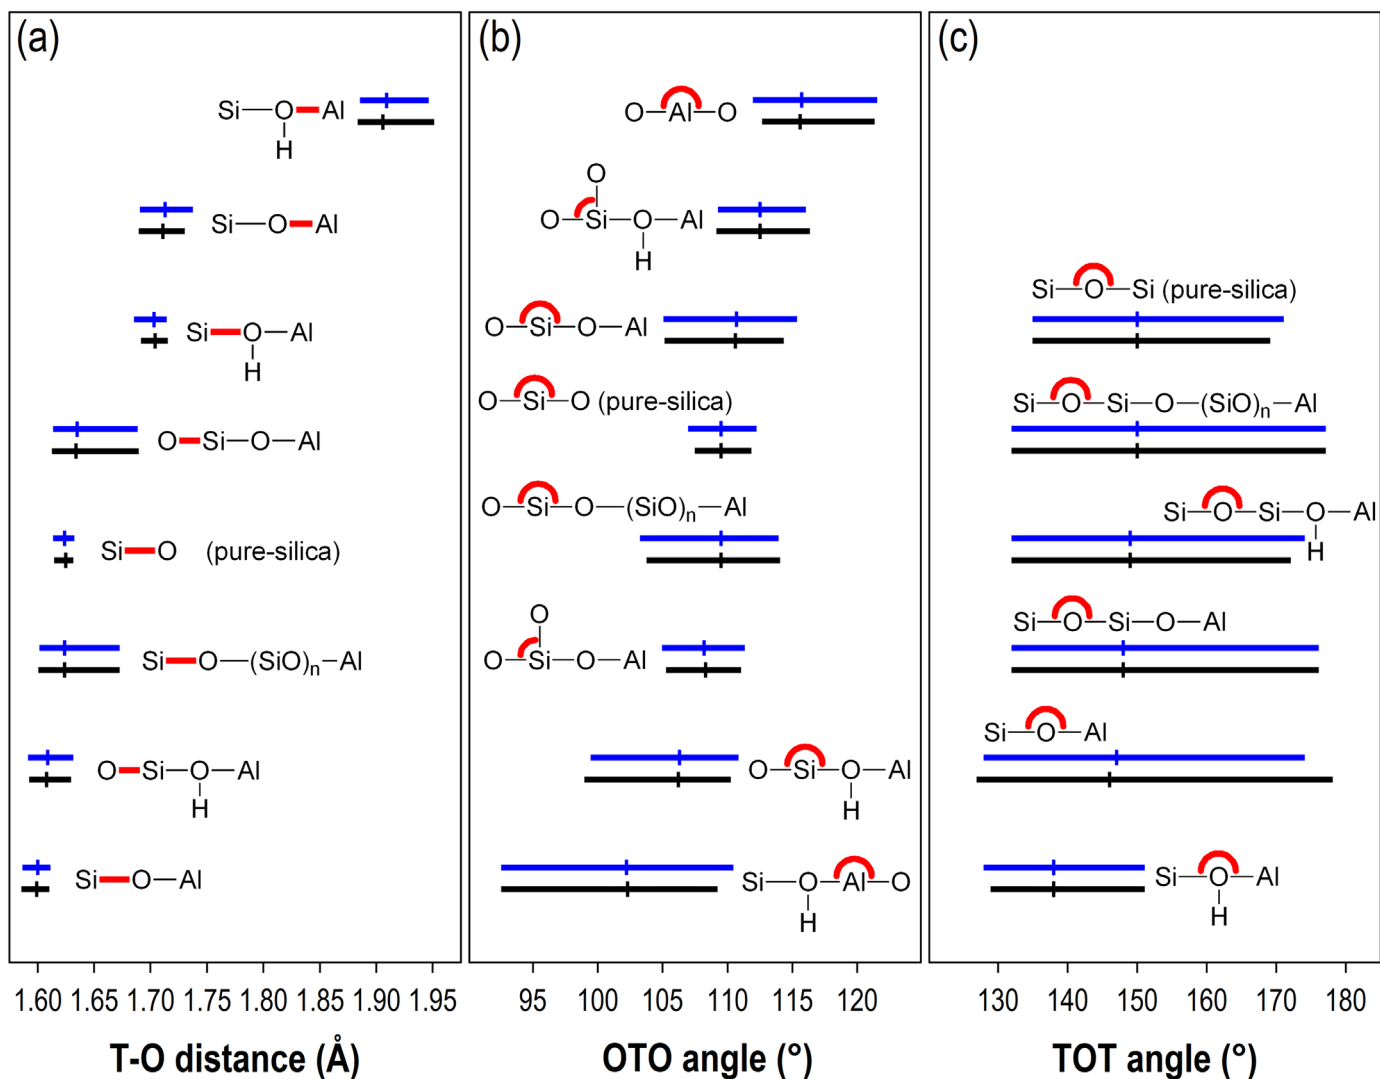 (a)
Si—O—Al
H
Si—O—Al
Si—O—Al
H
O—Si—O—Al
Si—O (pure-silica)
Si—O—(SiO)n—Al
O—Si—O—Al
H
Si—O—Al
1.60 1.65 1.70 1.75 1.80 1.85 1.90 1.95
T-O distance (Å)
(b)
O—Al—O
O
O—Si—O—Al
H
O—Si—O—Al
O—Si—O (pure-silica)
O—Si—O—(SiO)n—Al
O
O—Si—O—Al
O—Si—O—Al
H
Si—O—Al—O
H
95 100 105 110 115 120
OTO angle (°)
(c)
Si—O—Si (pure-silica)
Si—O—Si—O—(SiO)n—Al
Si—O—Si—O—Al
H
Si—O—Si—O—Al
Si—O—Al
Si—O—Al
H
130 140 150 160 170 180
TOT angle (°)